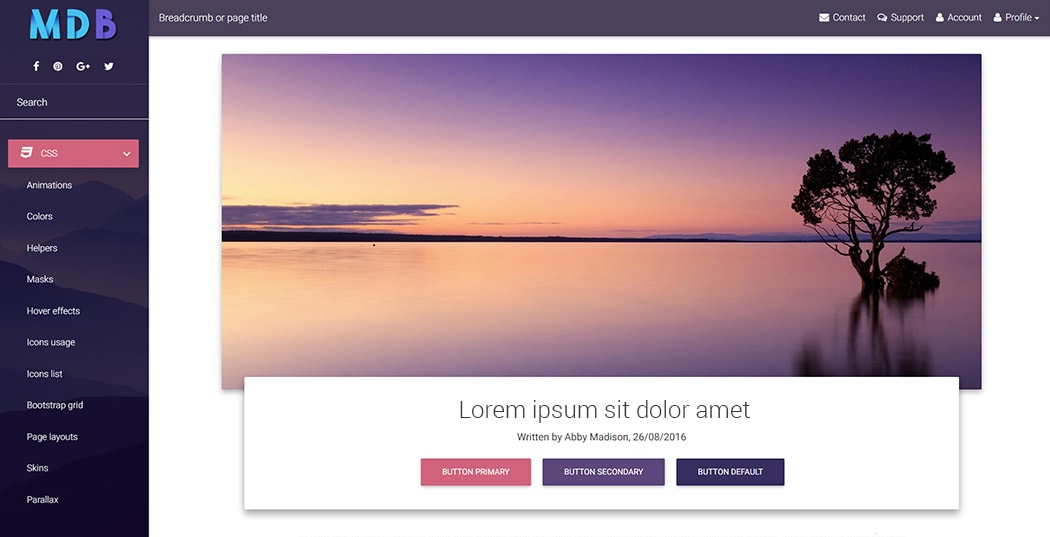 MDB
Breadcrumb or page title
Contact
Support
Account
Profile
Search
CSS
Animations
Colors
Helpers
Masks
Hover effects
Icons usage
Icons list
Bootstrap grid
Page layouts
Skins
Parallax
Lorem ipsum sit dolor amet
Written by Abby Madison, 26/08/2016
BUTTON PRIMARY
BUTTON SECONDARY
BUTTON DEFAULT